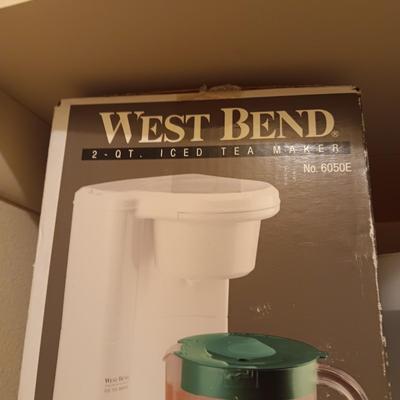 WEST BEND®
2-QT. ICED TEA MAKER
No. 6050E
WEST BEND